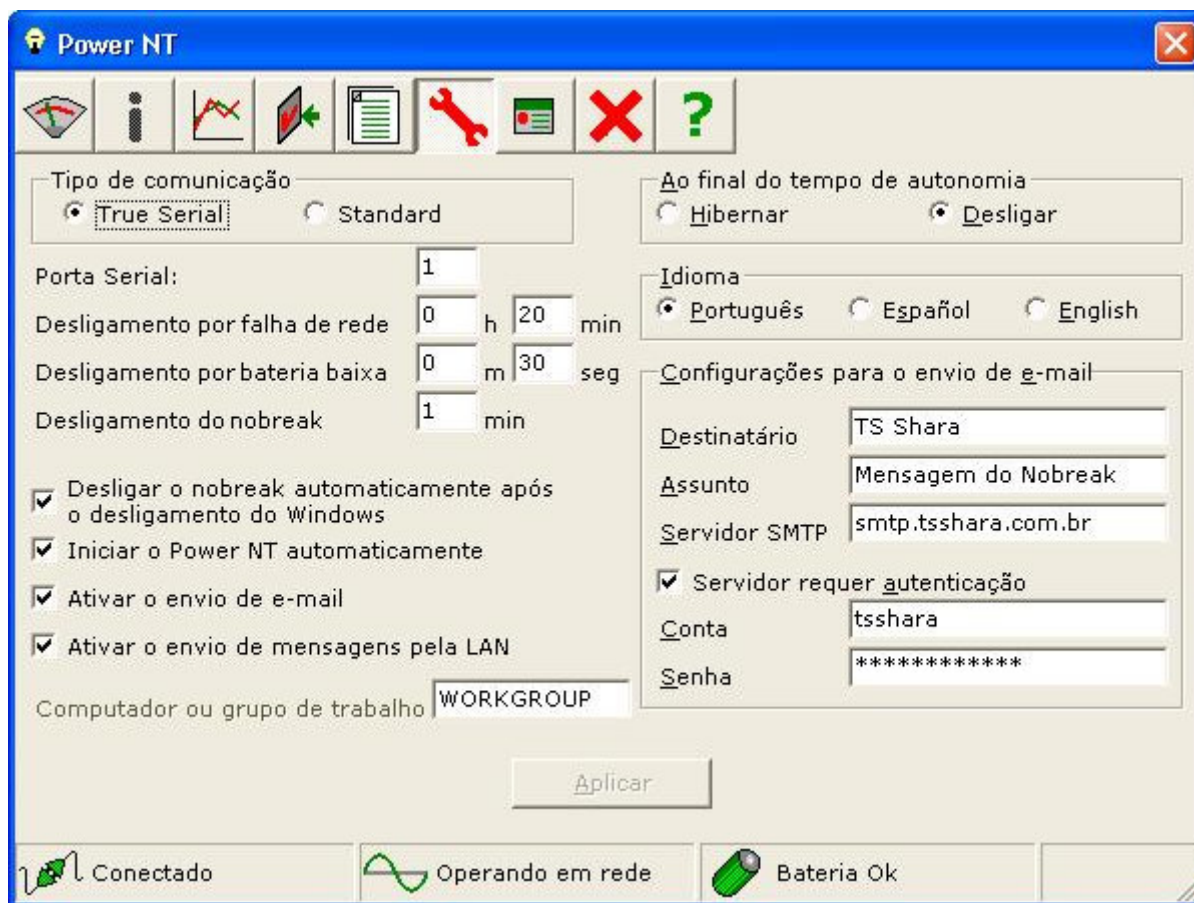 Power NT
Tipo de comunicação
True Serial Standard
Porta Serial: 1
Desligamento por falha de rede 0 h 20 min
Desligamento por bateria baixa 0 m 30 seg
Desligamento do nobreak 1 min
Desligar o nobreak automaticamente após
o desligamento do Windows
Iniciar o Power NT automaticamente
Ativar o envio de e-mail
Ativar o envio de mensagens pela LAN
Computador ou grupo de trabalho WORKGROUP
Ao final do tempo de autonomia
Hibernar Desligar
Idioma
Português Español English
Configurações para o envio de e-mail
Destinatário TS Shara
Assunto Mensagem do Nobreak
Servidor SMTP smtp.tsshara.com.br
Servidor requer autenticação
Conta tsshara
Senha ************
Aplicar
Conectado Operando em rede Bateria Ok